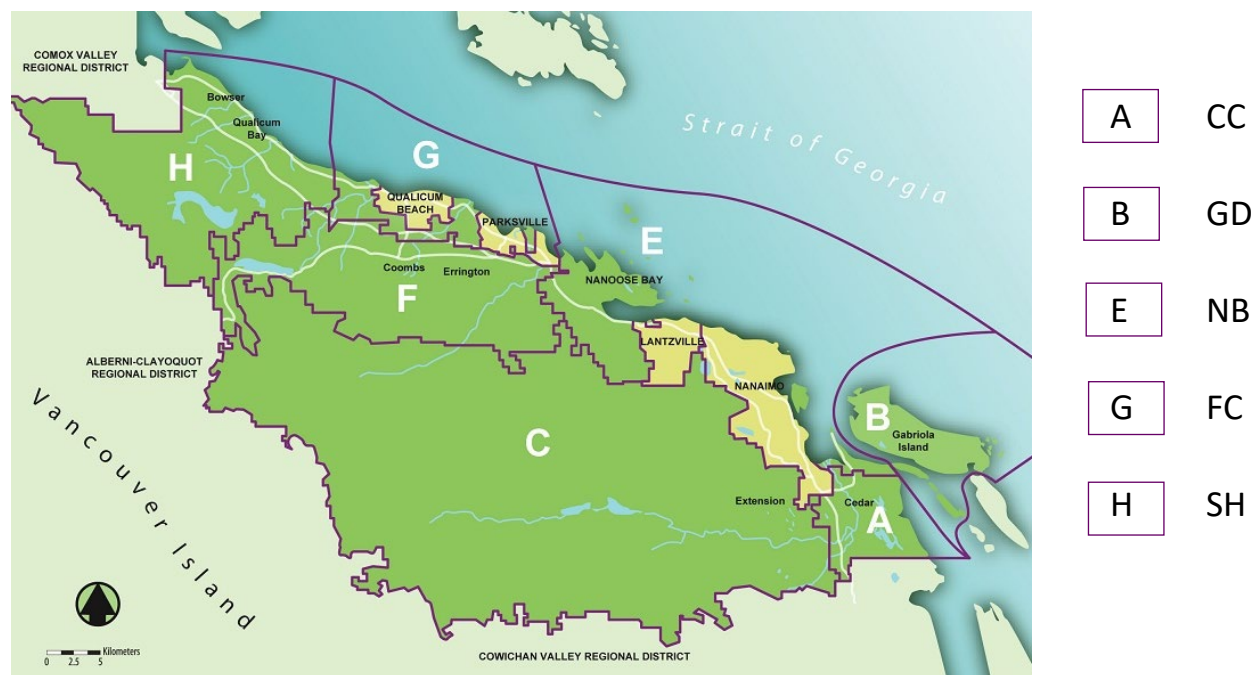 COMOX VALLEY
REGIONAL DISTRICT
Bowser
Qualicum
Bay
H
G
Strait of Georgia
QUALICUM
BEACH
PARKSVILLE
E
Coombs
Errington
NANOOSE BAY
F
LANTZVILLE
ALBERNI-CLAYOQUOT
REGIONAL DISTRICT
NANAIMO
B
Gabriola
Island
Vancouver Island
C
Extension
Cedar
A
Kilometers
0 2.5 5
COWICHAN VALLEY REGIONAL DISTRICT
A CC
B GD
E NB
G FC
H SH